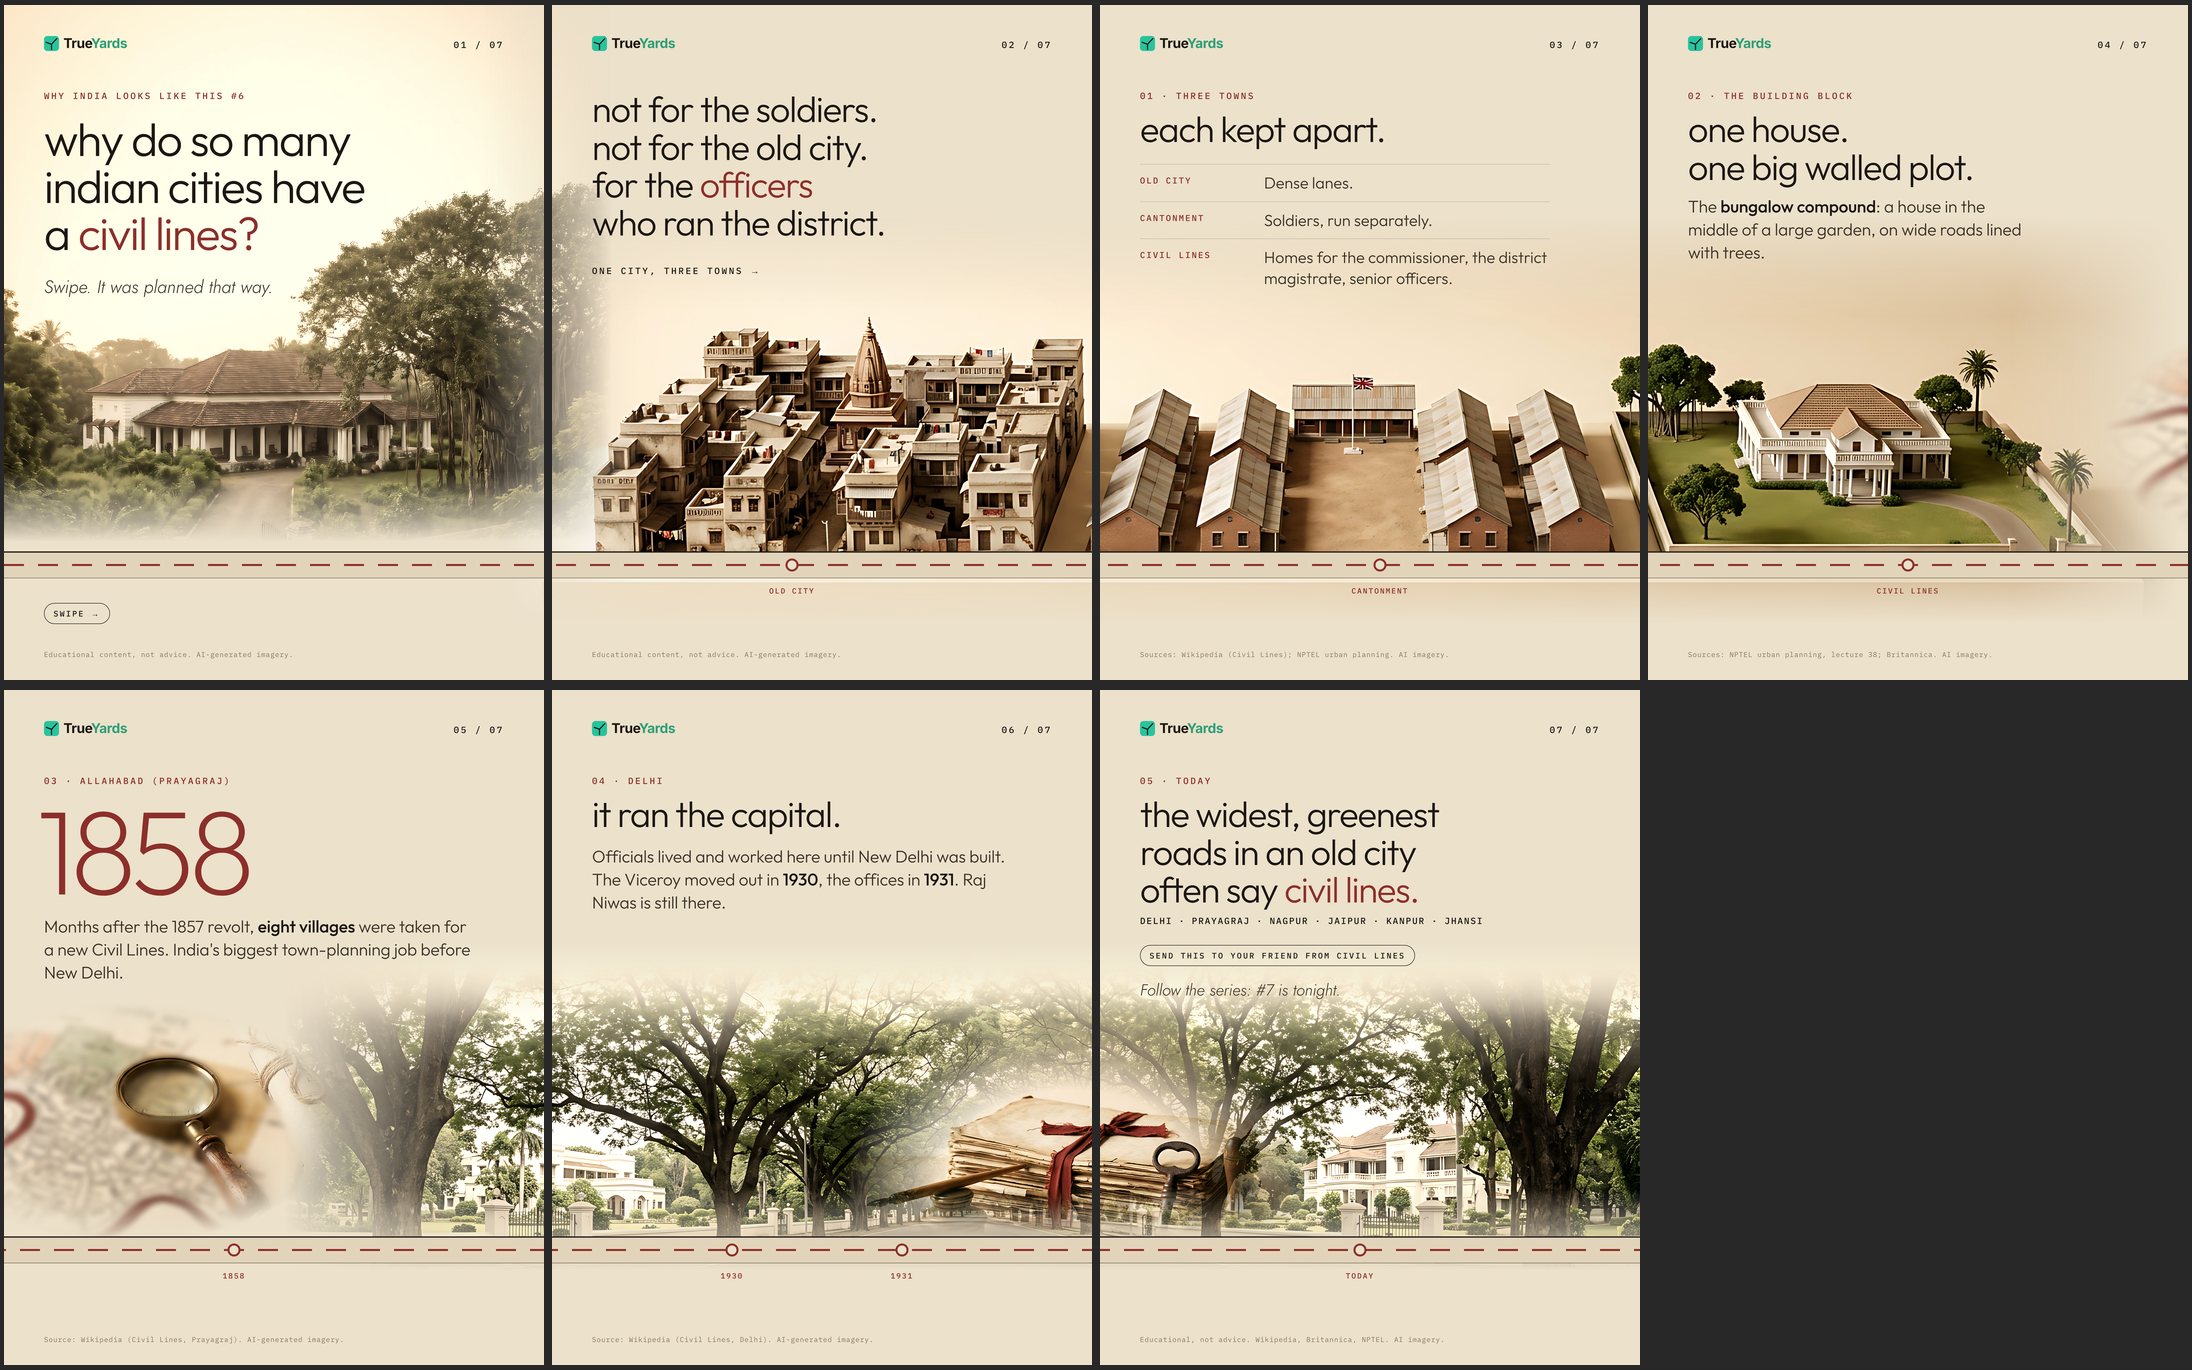 TrueYards
01 / 07
WHY INDIA LOOKS LIKE THIS #6
why do so many
indian cities have
a civil lines?
Swipe. It was planned that way.
SWIPE →
Educational content, not advice. AI-generated imagery.
TrueYards
02 / 07
not for the soldiers.
not for the old city.
for the officers
who ran the district.
ONE CITY, THREE TOWNS →
OLD CITY
Educational content, not advice. AI-generated imagery.
TrueYards
03 / 07
01 · THREE TOWNS
each kept apart.
OLD CITY Dense lanes.
CANTONMENT Soldiers, run separately.
CIVIL LINES Homes for the commissioner, the district
magistrate, senior officers.
CANTONMENT
Sources: Wikipedia (Civil Lines); NPTEL urban planning. AI imagery.
TrueYards
04 / 07
02 · THE BUILDING BLOCK
one house.
one big walled plot.
The bungalow compound: a house in the
middle of a large garden, on wide roads lined
with trees.
CIVIL LINES
Sources: NPTEL urban planning, lecture 38; Britannica. AI imagery.
TrueYards
05 / 07
03 · ALLAHABAD (PRAYAGRAJ)
1858
Months after the 1857 revolt, eight villages were taken for
a new Civil Lines. India's biggest town-planning job before
New Delhi.
1858
Source: Wikipedia (Civil Lines, Prayagraj). AI-generated imagery.
TrueYards
06 / 07
04 · DELHI
it ran the capital.
Officials lived and worked here until New Delhi was built.
The Viceroy moved out in 1930, the offices in 1931. Raj
Niwas is still there.
1930
1931
Source: Wikipedia (Civil Lines, Delhi). AI-generated imagery.
TrueYards
07 / 07
05 · TODAY
the widest, greenest
roads in an old city
often say civil lines.
DELHI · PRAYAGRAJ · NAGPUR · JAIPUR · KANPUR · JHANSI
SEND THIS TO YOUR FRIEND FROM CIVIL LINES
Follow the series: #7 is tonight.
TODAY
Educational, not advice. Wikipedia, Britannica, NPTEL. AI imagery.